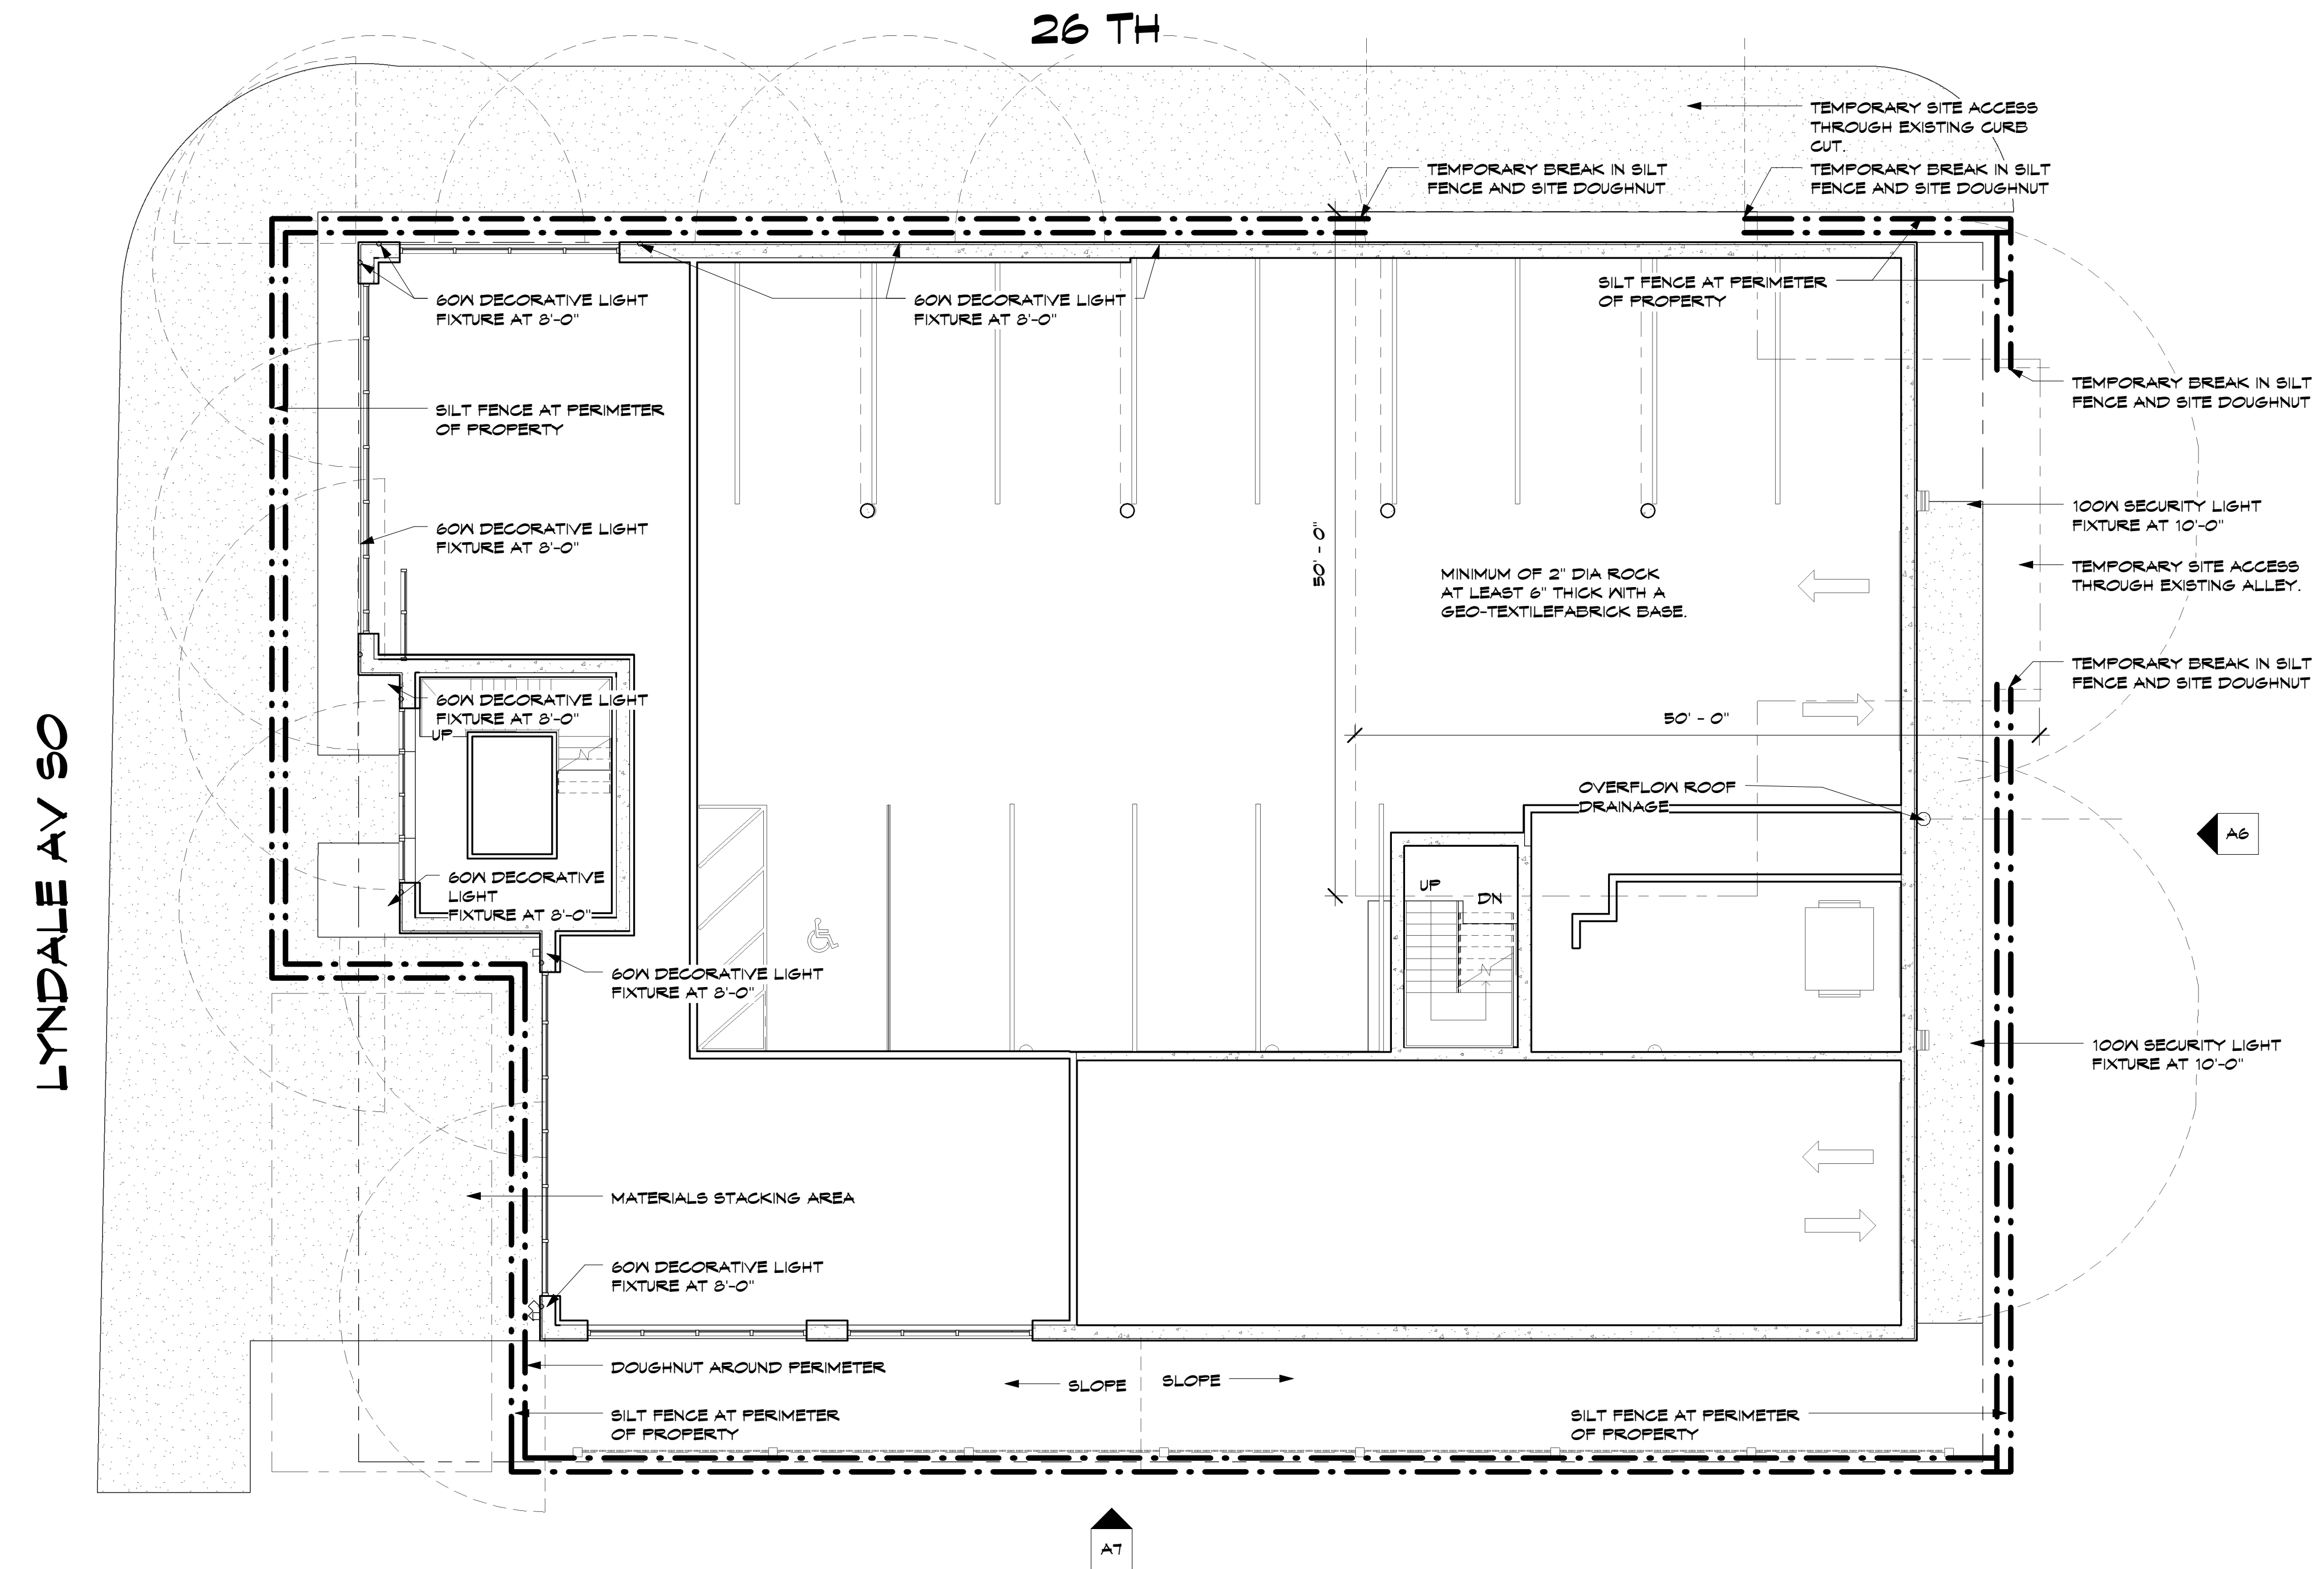 26 TH
TEMPORARY SITE ACCESS
THROUGH EXISTING CURB
CUT.
TEMPORARY BREAK IN SILT
FENCE AND SITE DOUGHNUT
TEMPORARY BREAK IN SILT
FENCE AND SITE DOUGHNUT
60W DECORATIVE LIGHT
FIXTURE AT 8'-0"
60W DECORATIVE LIGHT
FIXTURE AT 8'-0"
SILT FENCE AT PERIMETER
OF PROPERTY
SILT FENCE AT PERIMETER
OF PROPERTY
TEMPORARY BREAK IN SILT
FENCE AND SITE DOUGHNUT
60W DECORATIVE LIGHT
FIXTURE AT 8'-0"
50' - 0"
100W SECURITY LIGHT
FIXTURE AT 10'-0"
MINIMUM OF 2" DIA ROCK
AT LEAST 6" THICK WITH A
GEO-TEXTILEFABRICK BASE.
TEMPORARY SITE ACCESS
THROUGH EXISTING ALLEY.
TEMPORARY BREAK IN SILT
FENCE AND SITE DOUGHNUT
60W DECORATIVE LIGHT
FIXTURE AT 8'-0"
UP
50' - 0"
OVERFLOW ROOF
DRAINAGE
LYNDALE AV SO
A6
60W DECORATIVE
LIGHT
FIXTURE AT 8'-0"
UP
DN
60W DECORATIVE LIGHT
FIXTURE AT 8'-0"
100W SECURITY LIGHT
FIXTURE AT 10'-0"
MATERIALS STACKING AREA
60W DECORATIVE LIGHT
FIXTURE AT 8'-0"
DOUGHNUT AROUND PERIMETER
SLOPE
SLOPE
SILT FENCE AT PERIMETER
OF PROPERTY
SILT FENCE AT PERIMETER
OF PROPERTY
A7